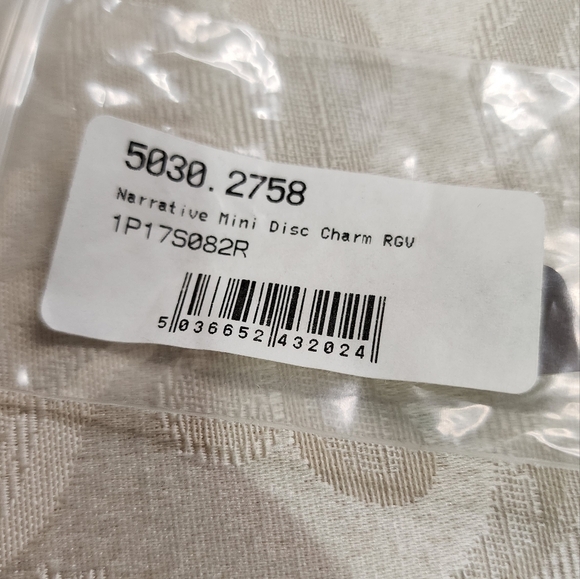 5030.2758
Narrative Mini Disc Charm RGV
1P17S082R
5 036652 432024